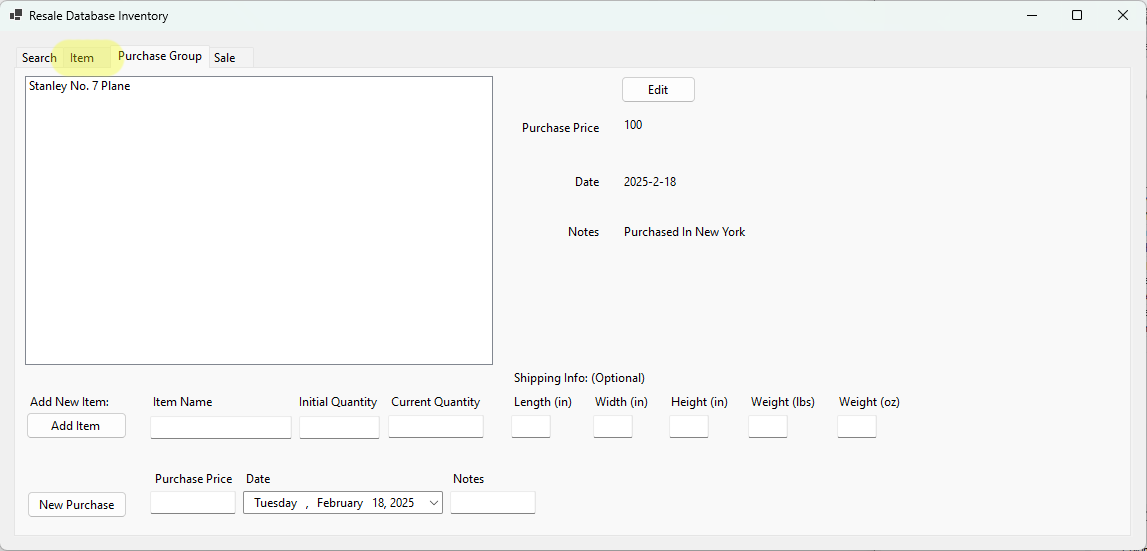 Resale Database Inventory
Search Item Purchase Group Sale
Stanley No. 7 Plane
Edit
Purchase Price 100
Date 2025-2-18
Notes Purchased In New York
Shipping Info: (Optional)
Add New Item: Item Name Initial Quantity Current Quantity Length (in) Width (in) Height (in) Weight (lbs) Weight (oz)
Add Item
Purchase Price Date Notes
New Purchase Tuesday , February 18, 2025